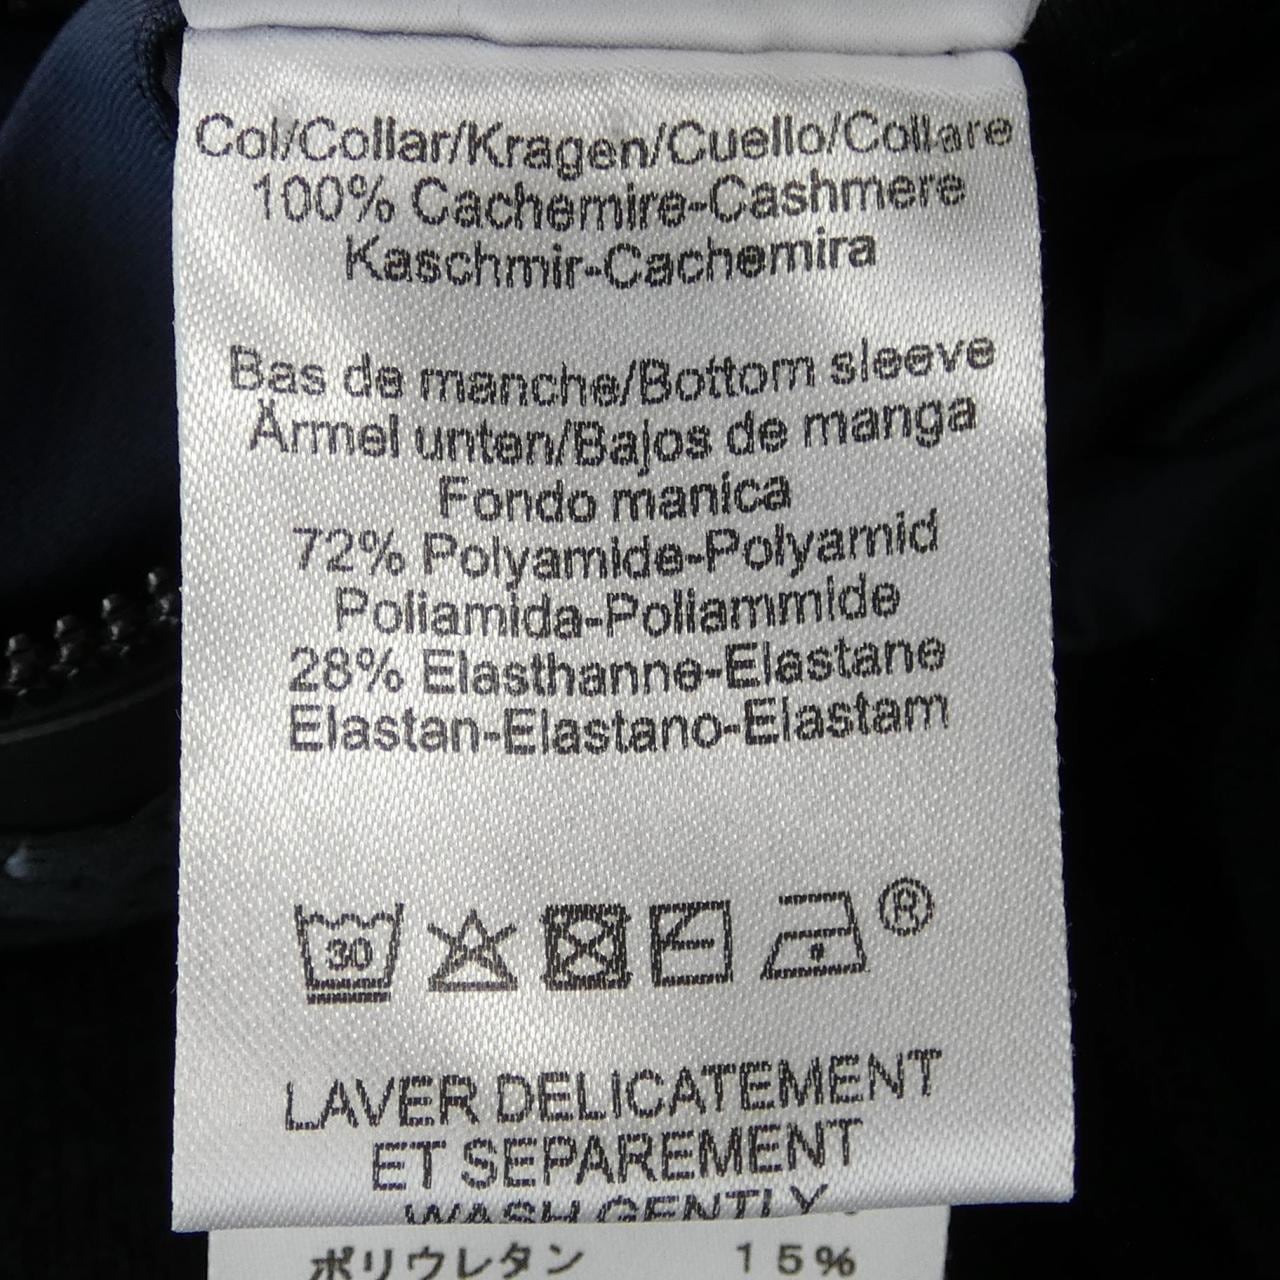 Col/Collar/Kragen/Cuello/Collare
100% Cachemire-Cashmere
Kaschmir-Cachemira
Bas de manche/Bottom sleeve
Ärmel unten/Bajos de manga
Fondo manica
72% Polyamide-Polyamid
Poliamida-Poliammide
28% Elasthanne-Elastane
Elastan-Elastano-Elastam
30
®
LAVER DELICATEMENT
ET SEPAREMENT
WASH GENTLY
ポリウレタン 15%